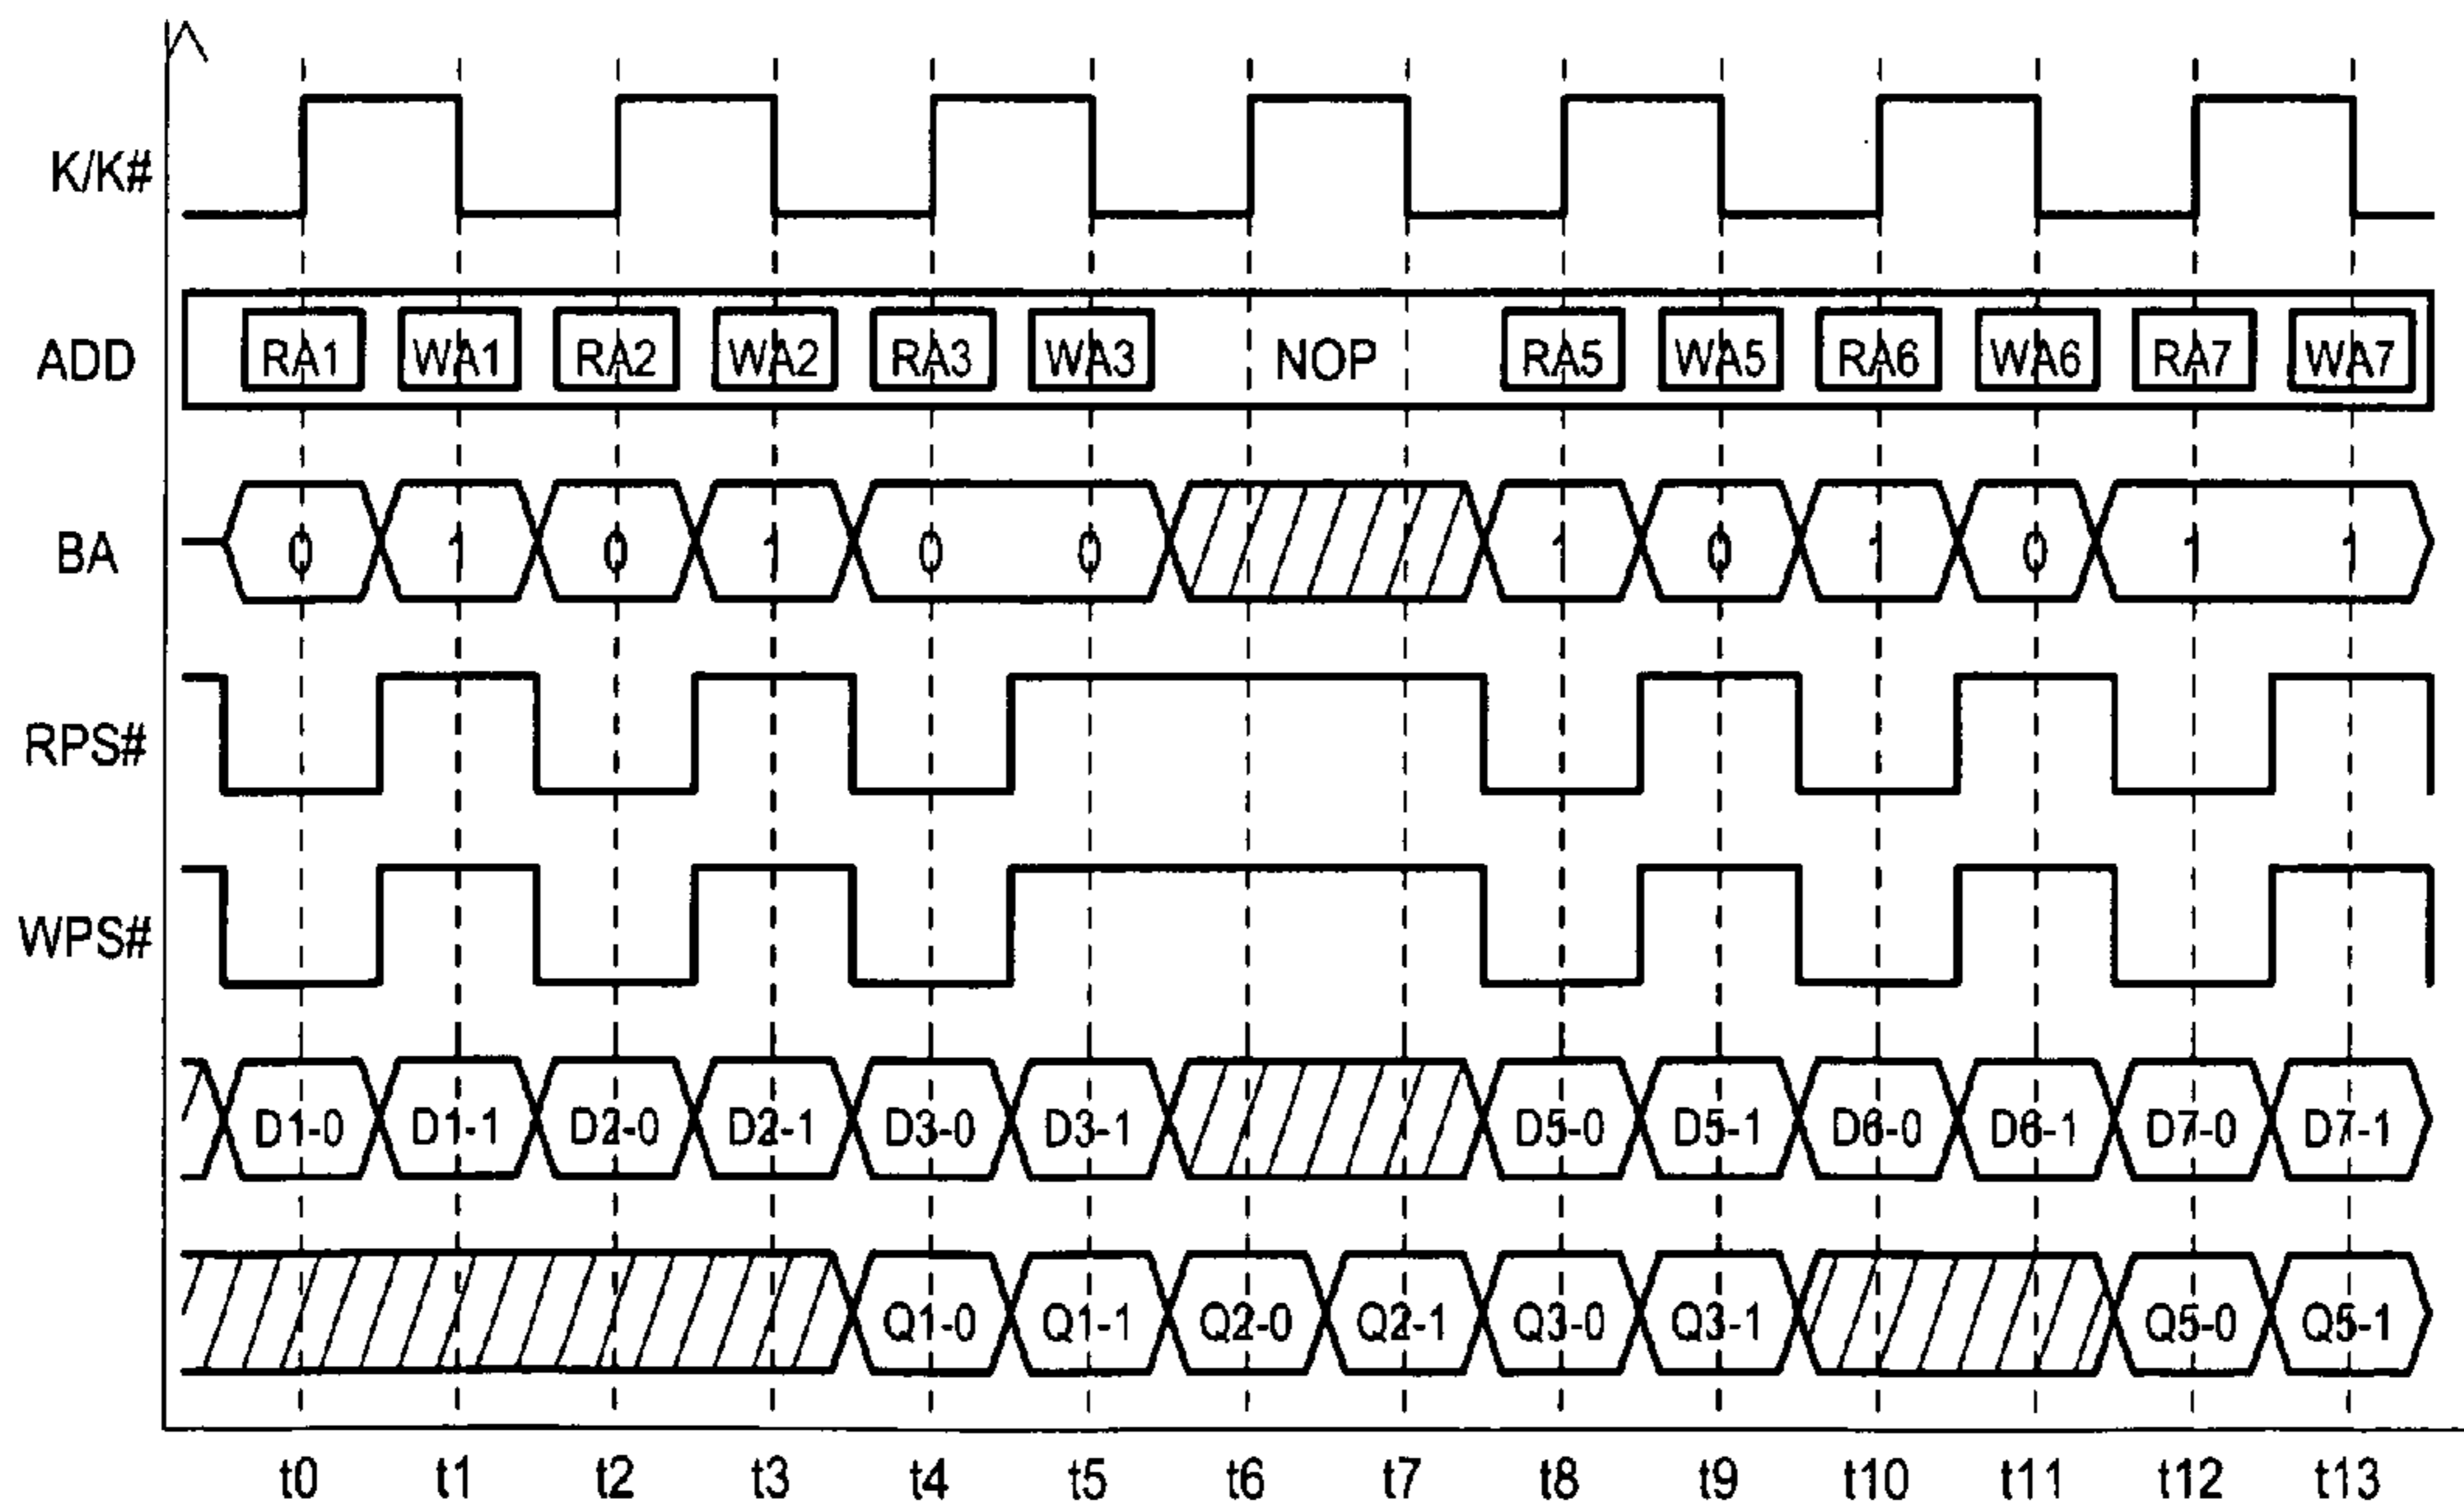 K/K#
ADD RA1 WA1 RA2 WA2 RA3 WA3 NOP RA5 WA5 RA6 WA6 RA7 WA7
BA 0 1 0 1 0 0 1 0 1 0 1 1
RPS#
WPS#
D1-0 D1-1 D2-0 D2-1 D3-0 D3-1 D5-0 D5-1 D6-0 D6-1 D7-0 D7-1
Q1-0 Q1-1 Q2-0 Q2-1 Q3-0 Q3-1 Q5-0 Q5-1
t0 t1 t2 t3 t4 t5 t6 t7 t8 t9 t10 t11 t12 t13